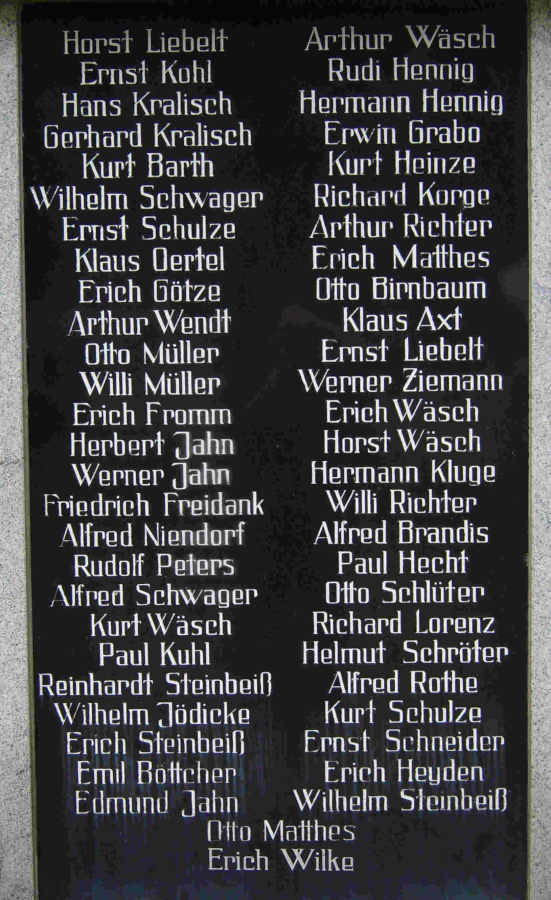 Horst Liebelt
Ernst Kohl
Hans Kralisch
Gerhard Kralisch
Kurt Barth
Wilhelm Schwager
Ernst Schulze
Klaus Oertel
Erich Götze
Arthur Wendt
Otto Müller
Willi Müller
Erich Fromm
Herbert Jahn
Werner Jahn
Friedrich Freidank
Alfred Niendorf
Rudolf Peters
Alfred Schwager
Kurt Wäsch
Paul Kuhl
Reinhardt Steinbeiß
Wilhelm Jödicke
Erich Steinbeiß
Emil Böttcher
Edmund Jahn
Arthur Wäsch
Rudi Hennig
Hermann Hennig
Erwin Grabo
Kurt Heinze
Richard Korge
Arthur Richter
Erich Matthes
Otto Birnbaum
Klaus Axt
Ernst Liebelt
Werner Ziemann
Erich Wäsch
Horst Wäsch
Hermann Kluge
Willi Richter
Alfred Brandis
Paul Hecht
Otto Schlüter
Richard Lorenz
Helmut Schröter
Alfred Rothe
Kurt Schulze
Ernst Schneider
Erich Heyden
Wilhelm Steinbeiß
Otto Matthes
Erich Wilke